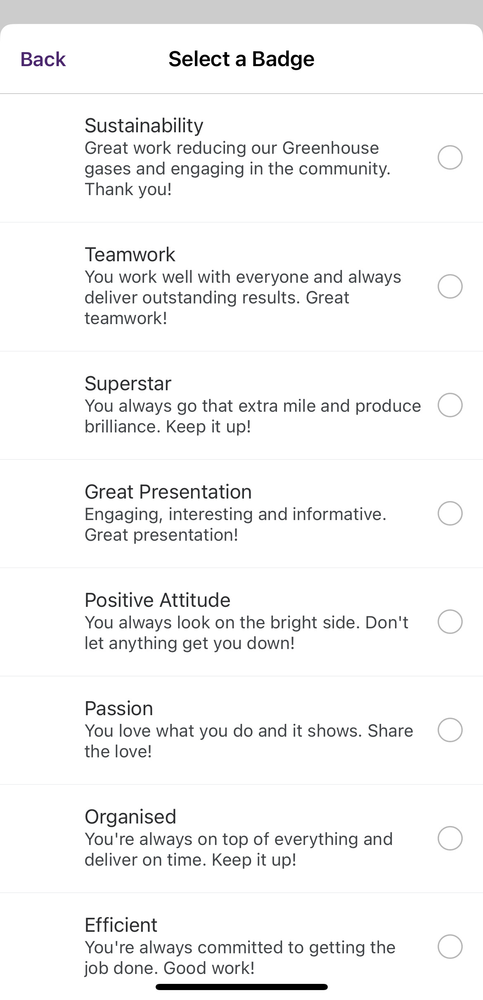 Back
Select a Badge
Sustainability
Great work reducing our Greenhouse
gases and engaging in the community.
Thank you!
Teamwork
You work well with everyone and always
deliver outstanding results. Great
teamwork!
Superstar
You always go that extra mile and produce
brilliance. Keep it up!
Great Presentation
Engaging, interesting and informative.
Great presentation!
Positive Attitude
You always look on the bright side. Don't
let anything get you down!
Passion
You love what you do and it shows. Share
the love!
Organised
You're always on top of everything and
deliver on time. Keep it up!
Efficient
You're always committed to getting the
job done. Good work!